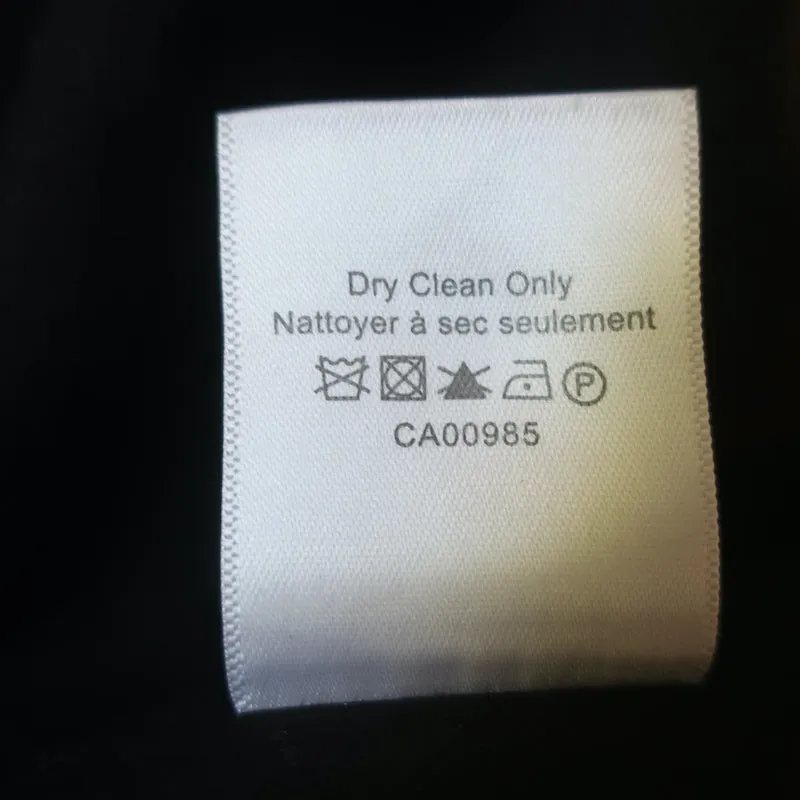 Dry Clean Only
Nattoyer à sec seulement
P
CA00985